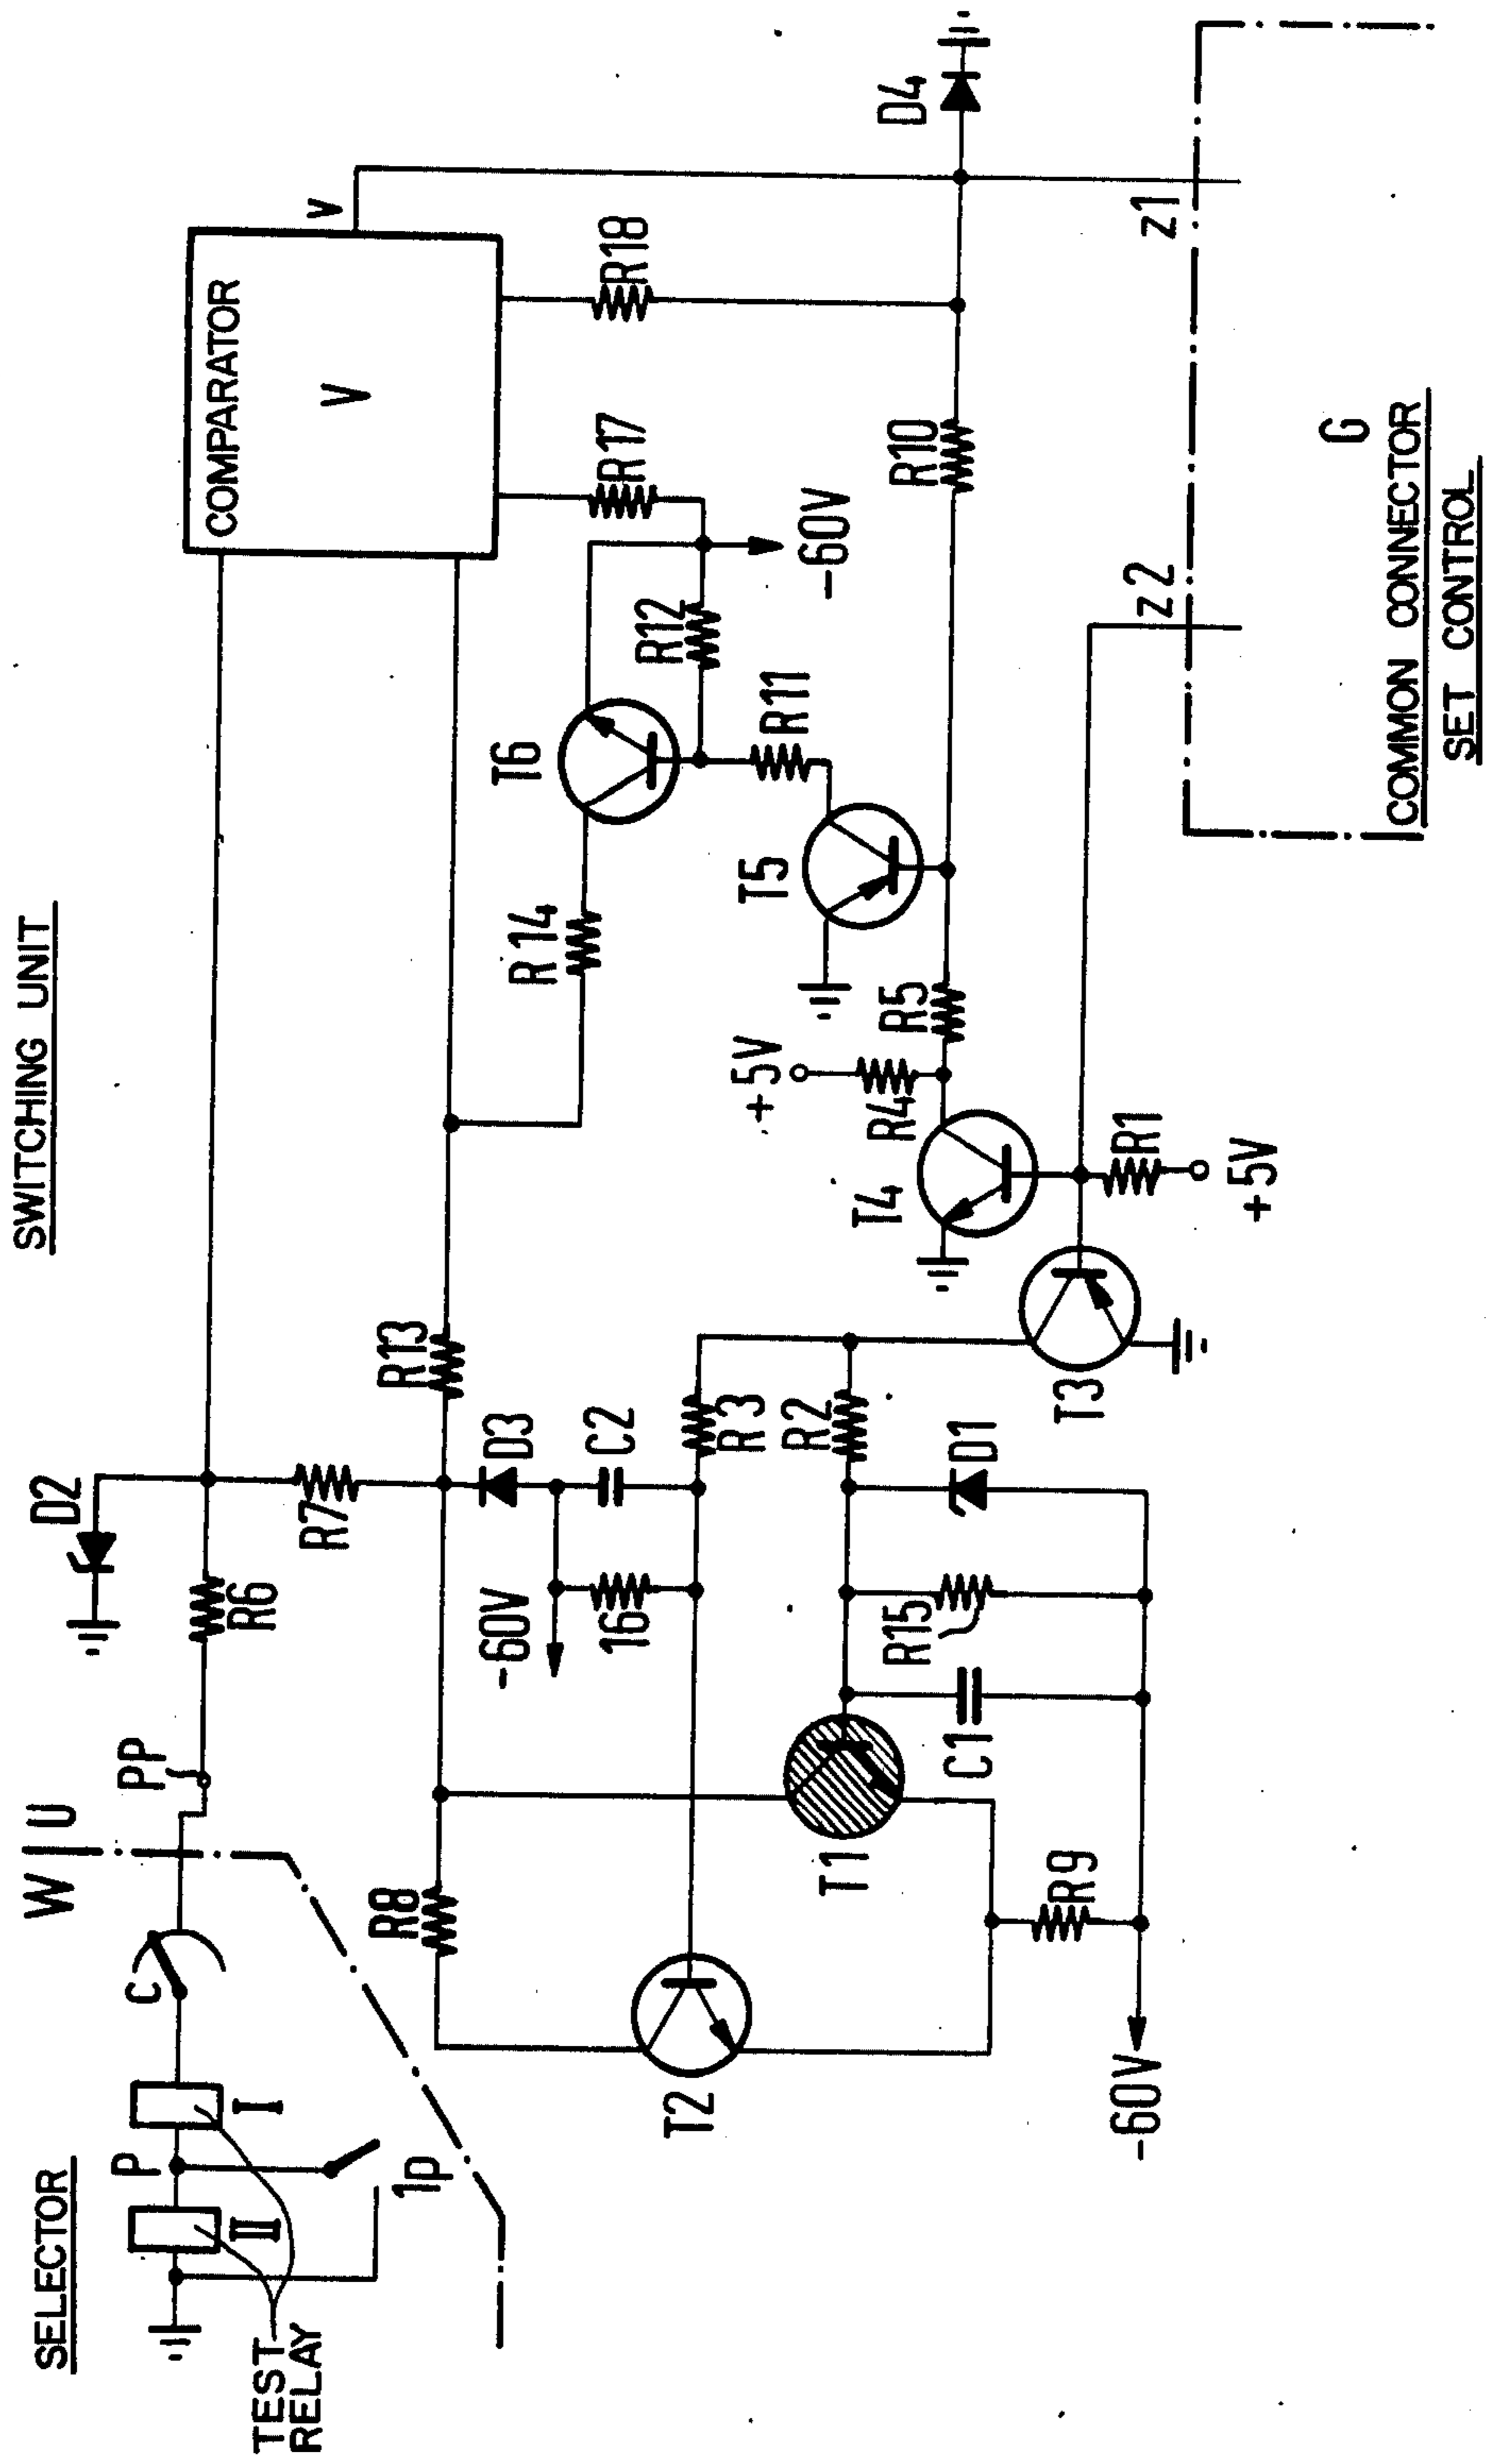 SELECTOR
SWITCHING UNIT
TEST
RELAY
P
II
I
1p
C
W
U
PP
R6
D2
R7
COMPARATOR
V
v
R8
R13
R14
T6
R17
R18
D3
C2
-60V
16
R3
R12
R11
-60V
T2
T1
R15
R2
D1
C1
R9
-60V
T3
T4
R4
+5V
R5
T5
R10
D4
R1
+5V
z2
z1
G
COMMON CONNECTOR
SET CONTROL